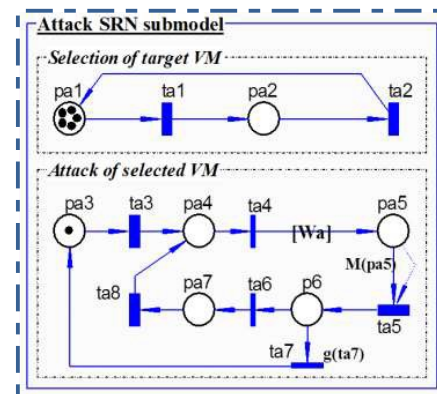 Attack SRN submodel
Selection of target VM
pa1 ta1 pa2 ta2
Attack of selected VM
pa3 ta3 pa4 ta4 pa5
[Wa]
M(pa5)
ta8 pa7 ta6 p6
ta5
ta7 g(ta7)